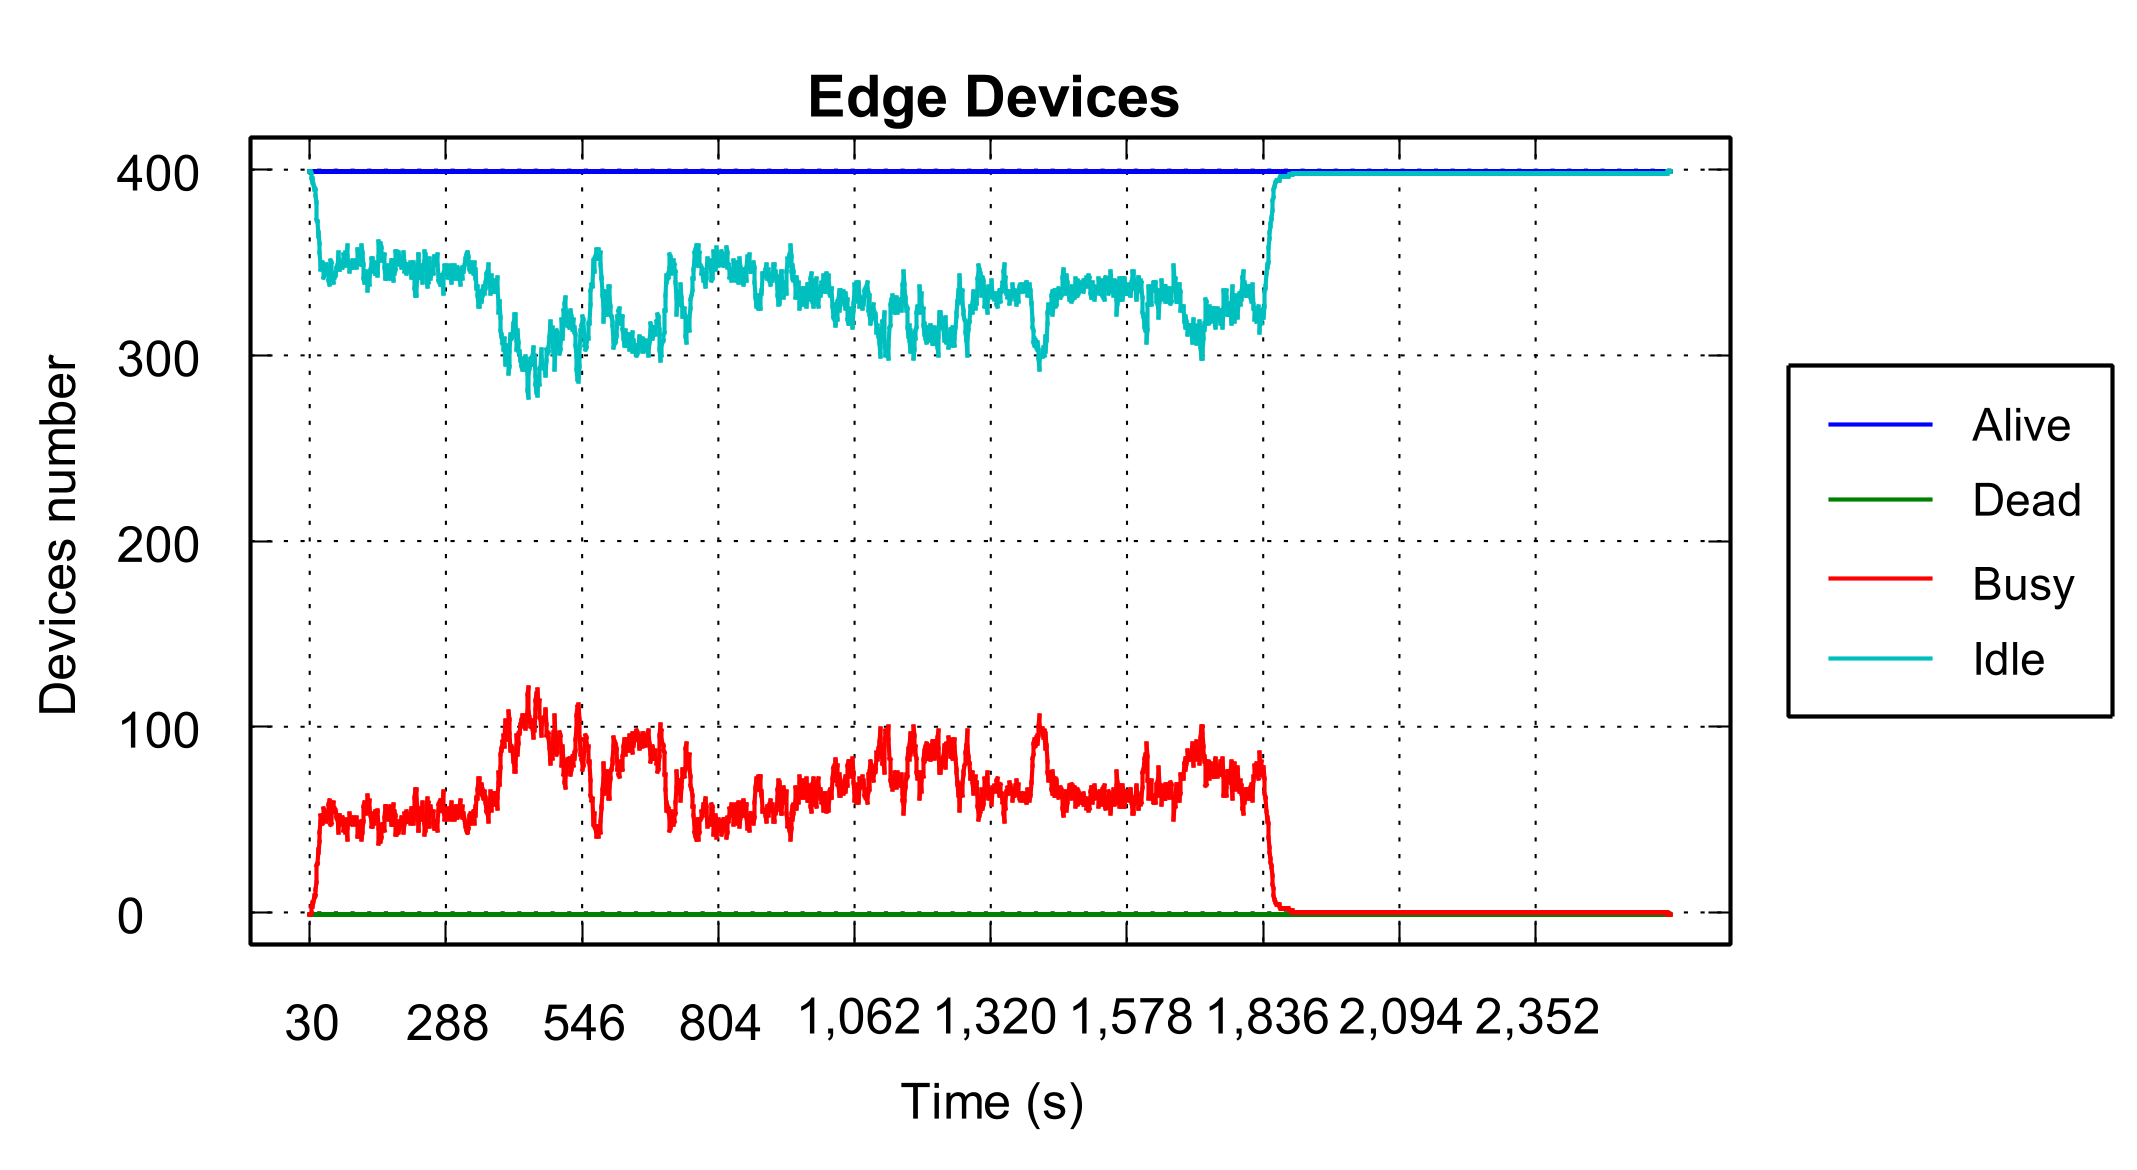 Edge Devices
400
300
200
100
0
Devices number
30 288 546 804 1,062 1,320 1,578 1,836 2,094 2,352
Time (s)
Alive
Dead
Busy
Idle